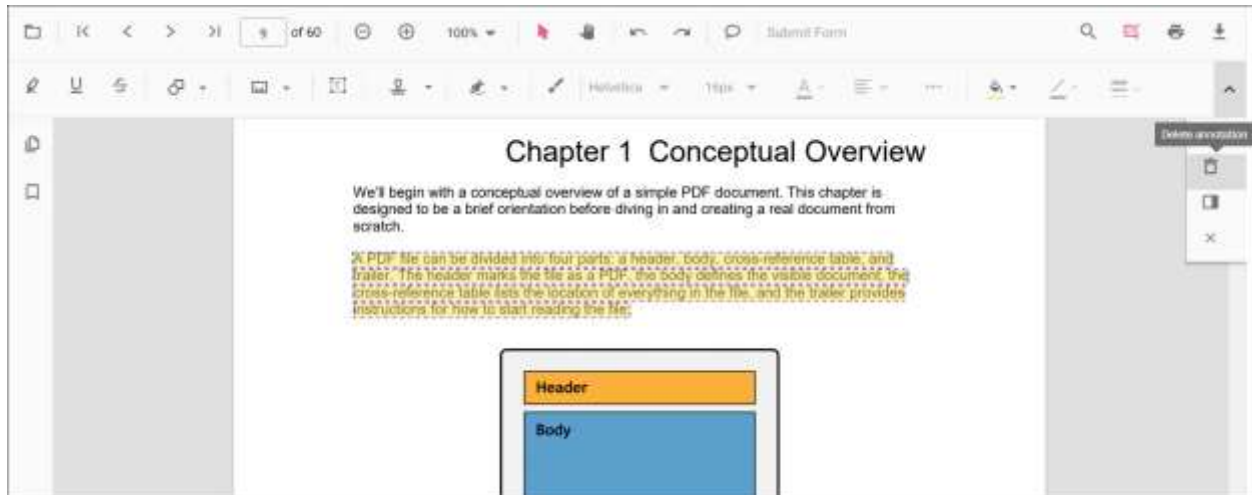 9 of 60 100% Submit Form
Helvetica 16px
Delete annotation
Chapter 1 Conceptual Overview
We'll begin with a conceptual overview of a simple PDF document. This chapter is
designed to be a brief orientation before diving in and creating a real document from
scratch.
A PDF file can be divided into four parts: a header, body, cross-reference table, and
trailer. The header marks the file as a PDF, the body defines the visible document, the
cross-reference table lists the location of everything in the file, and the trailer provides
instructions for how to start reading the file.
Header
Body